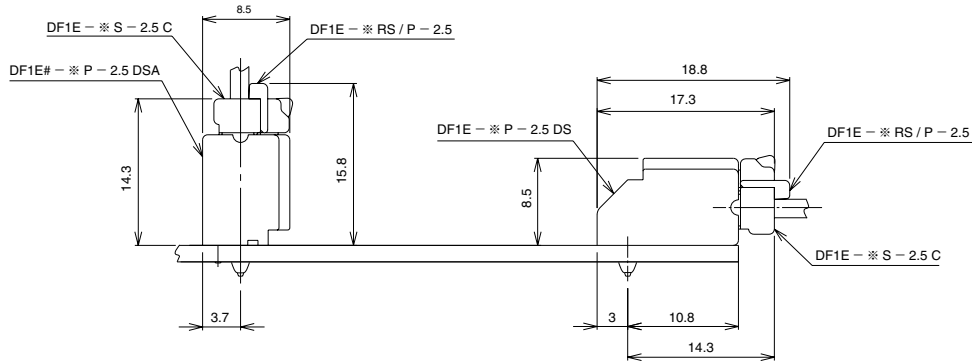 8.5
DF1E － ※ S － 2.5 C
DF1E － ※ RS / P － 2.5
DF1E# － ※ P － 2.5 DSA
14.3
15.8
3.7
18.8
17.3
DF1E － ※ P － 2.5 DS
DF1E － ※ RS / P － 2.5
8.5
DF1E － ※ S － 2.5 C
3
10.8
14.3